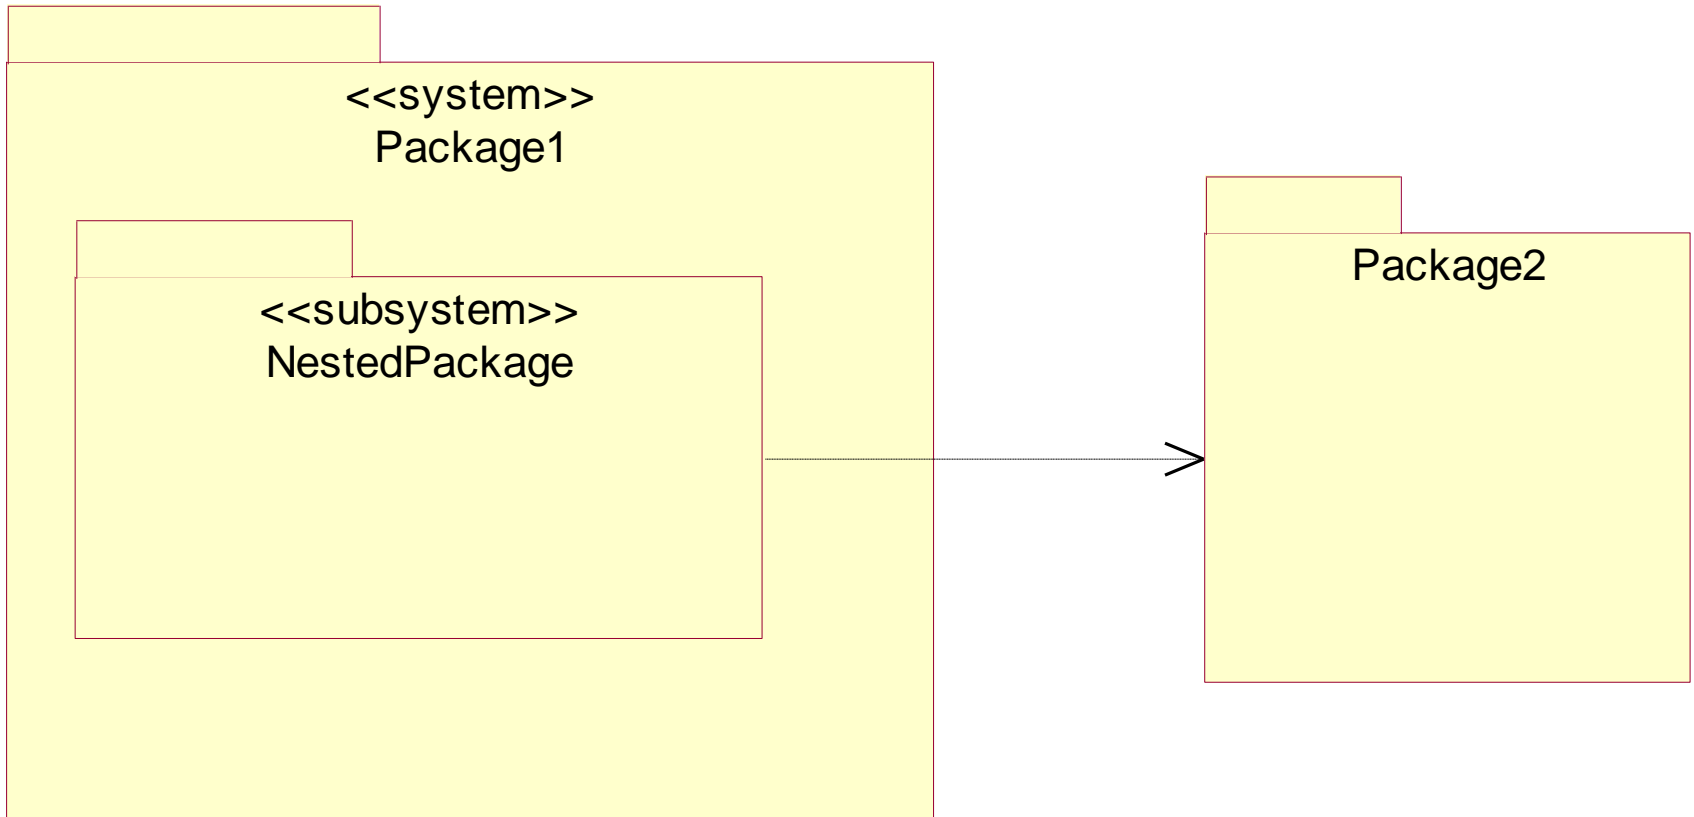 <<system>>
Package1
<<subsystem>>
NestedPackage
Package2